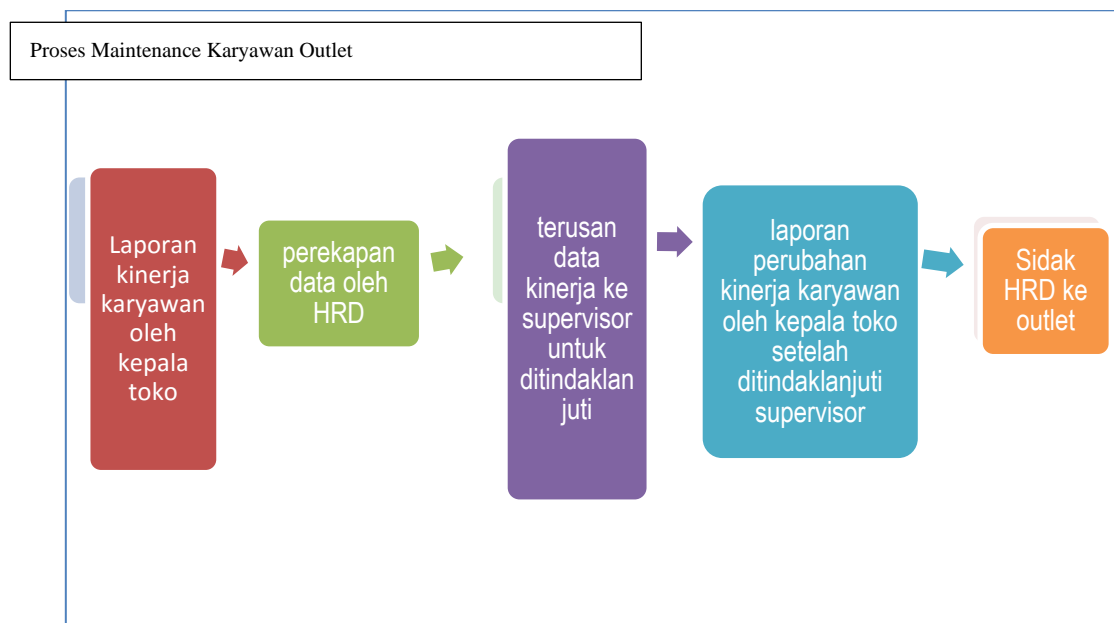 Proses Maintenance Karyawan Outlet
Laporan
kinerja
karyawan
oleh
kepala
toko
perekapan
data oleh
HRD
terusan
data
kinerja ke
supervisor
untuk
ditindaklan
juti
laporan
perubahan
kinerja karyawan
oleh kepala toko
setelah
ditindaklanjuti
supervisor
Sidak
HRD ke
outlet